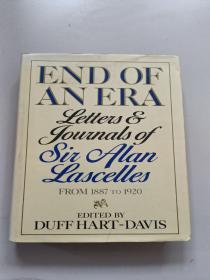 END OF
AN ERA
Letters &
Journals of
Sir Alan
Lascelles
FROM 1887 TO 1920
EDITED BY
DUFF HART-DAVIS